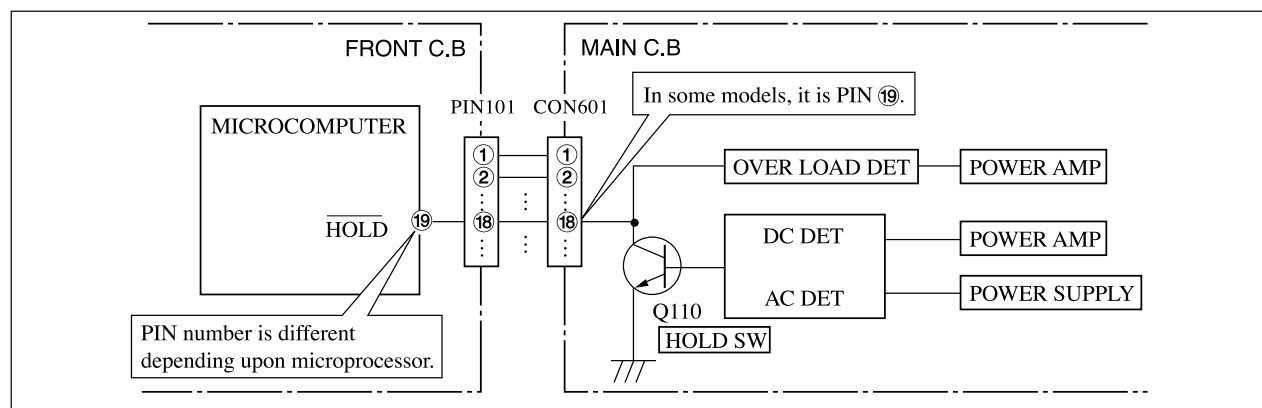 FRONT C.B
MAIN C.B
PIN101
CON601
In some models, it is PIN ⑲.
MICROCOMPUTER
①
①
②
②
OVER LOAD DET
POWER AMP
HOLD
⑲
⑱
⑱
DC DET
POWER AMP
AC DET
POWER SUPPLY
Q110
HOLD SW
PIN number is different
depending upon microprocessor.